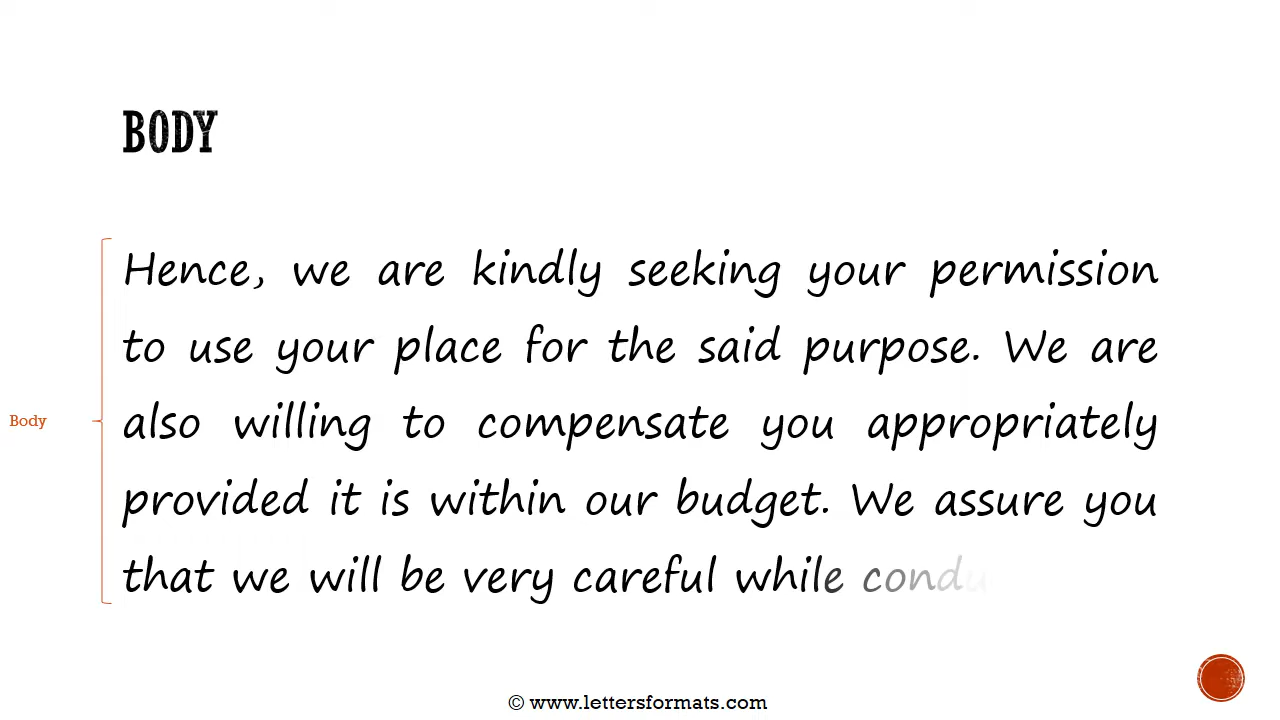 BODY
Hence, we are kindly seeking your permission
to use your place for the said purpose. We are
Body
also willing to compensate you appropriately
provided it is within our budget. We assure you
that we will be very careful while
© www.lettersformats.com